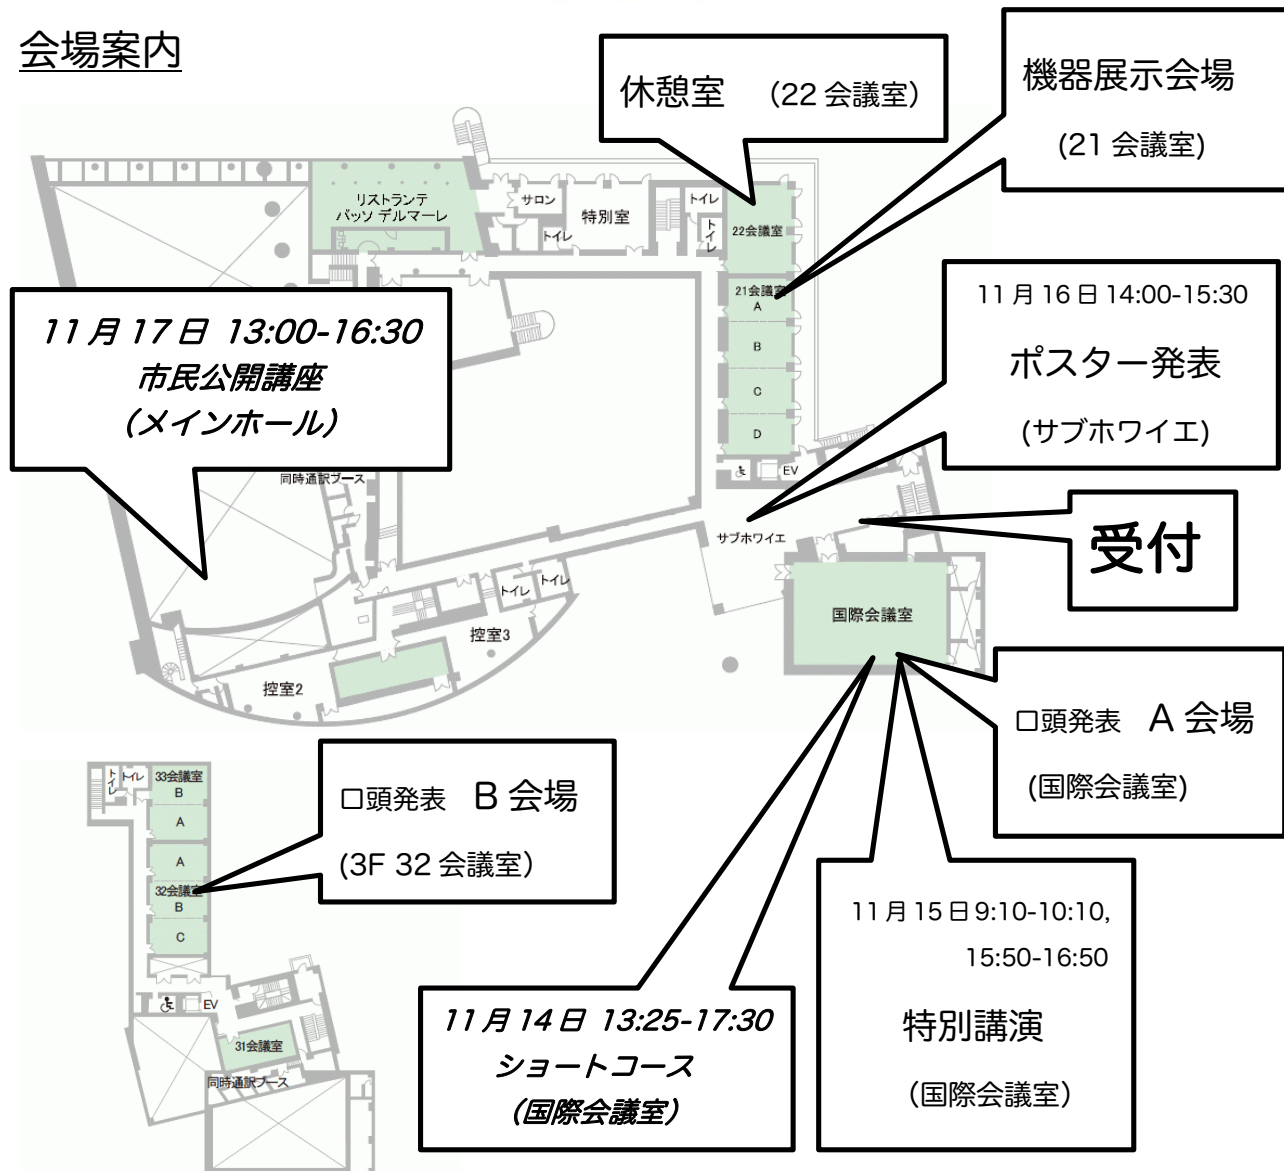 会場案内
休憩室 （22 会議室）
機器展示会場
(21 会議室)
リストランテ
バッソ デルマーレ
サロン
特別室
トイレ
トイレ
トイレ
22会議室
21会議室
A
B
C
D
EV
11 月 17 日 13:00-16:30
市民公開講座
（メインホール）
同時通訳ブース
11 月 16 日 14:00-15:30
ポスター発表
(サブホワイエ)
受付
サブホワイエ
国際会議室
トイレ
トイレ
控室3
控室2
口頭発表 A 会場
(国際会議室)
33会議室
B
A
トイレ
トイレ
A
32会議室
B
C
EV
31会議室
同時通訳ブース
口頭発表 B 会場
(3F 32 会議室）
11 月 14 日 13:25-17:30
ショートコース
（国際会議室）
11 月 15 日 9:10-10:10,
15:50-16:50
特別講演
（国際会議室）